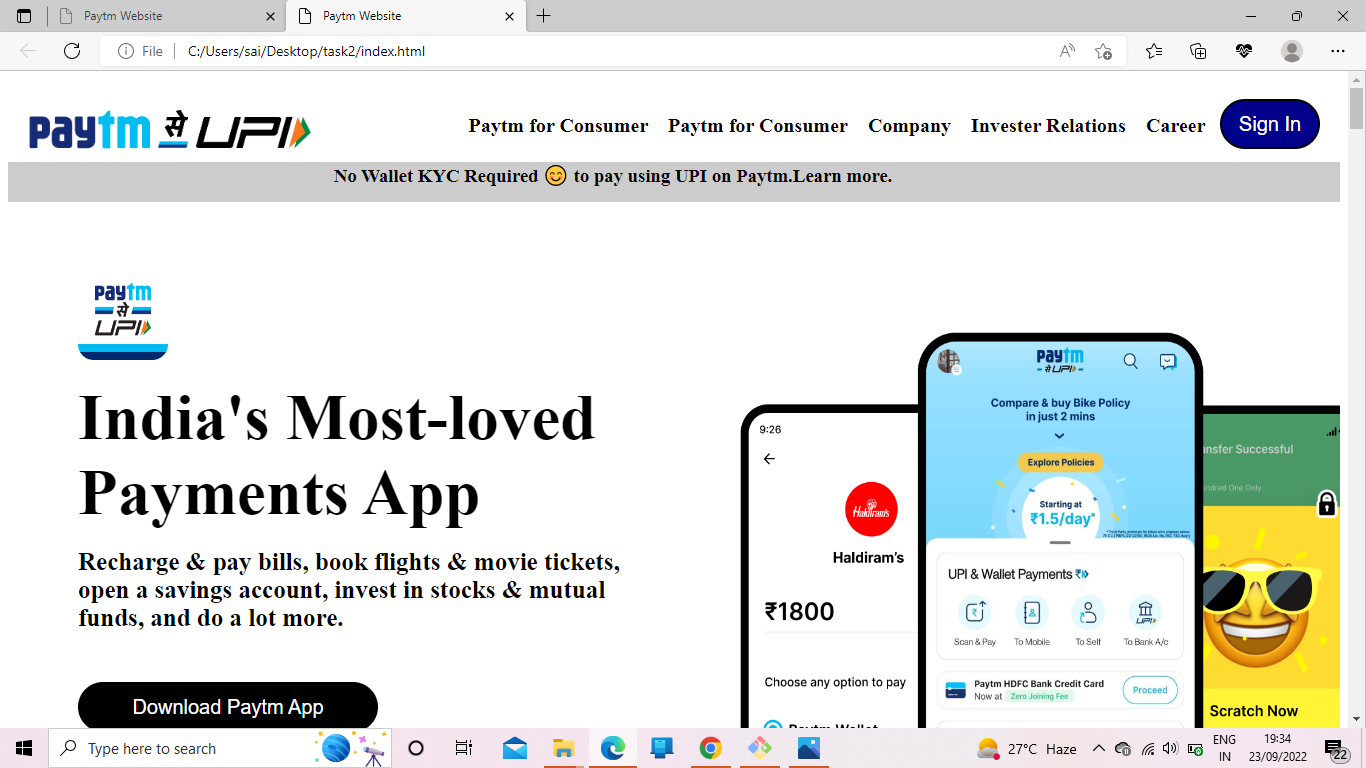 Paytm Website
Paytm Website
File
C:/Users/sai/Desktop/task2/index.html
paytm से UPI
Paytm for Consumer Paytm for Consumer Company Invester Relations Career Sign In
No Wallet KYC Required 😊 to pay using UPI on Paytm.Learn more.
paytm
से
UPI
India's Most-loved
Payments App
Recharge & pay bills, book flights & movie tickets,
open a savings account, invest in stocks & mutual
funds, and do a lot more.
Download Paytm App
9:26
Haldiram's
Haldiram's
₹1800
Choose any option to pay
Paytm Wallet
paytm
से UPI
Compare & buy Bike Policy
in just 2 mins
Explore Policies
Starting at
₹1.5/day*
UPI & Wallet Payments
Scan & Pay To Mobile To Self To Bank A/c
UPI
Paytm HDFC Bank Credit Card
Now at Zero Joining Fee
Proceed
nsfer Successful
undred One Only
Scratch Now
Type here to search
27°C Haze
ENG
IN
19:34
23/09/2022
22